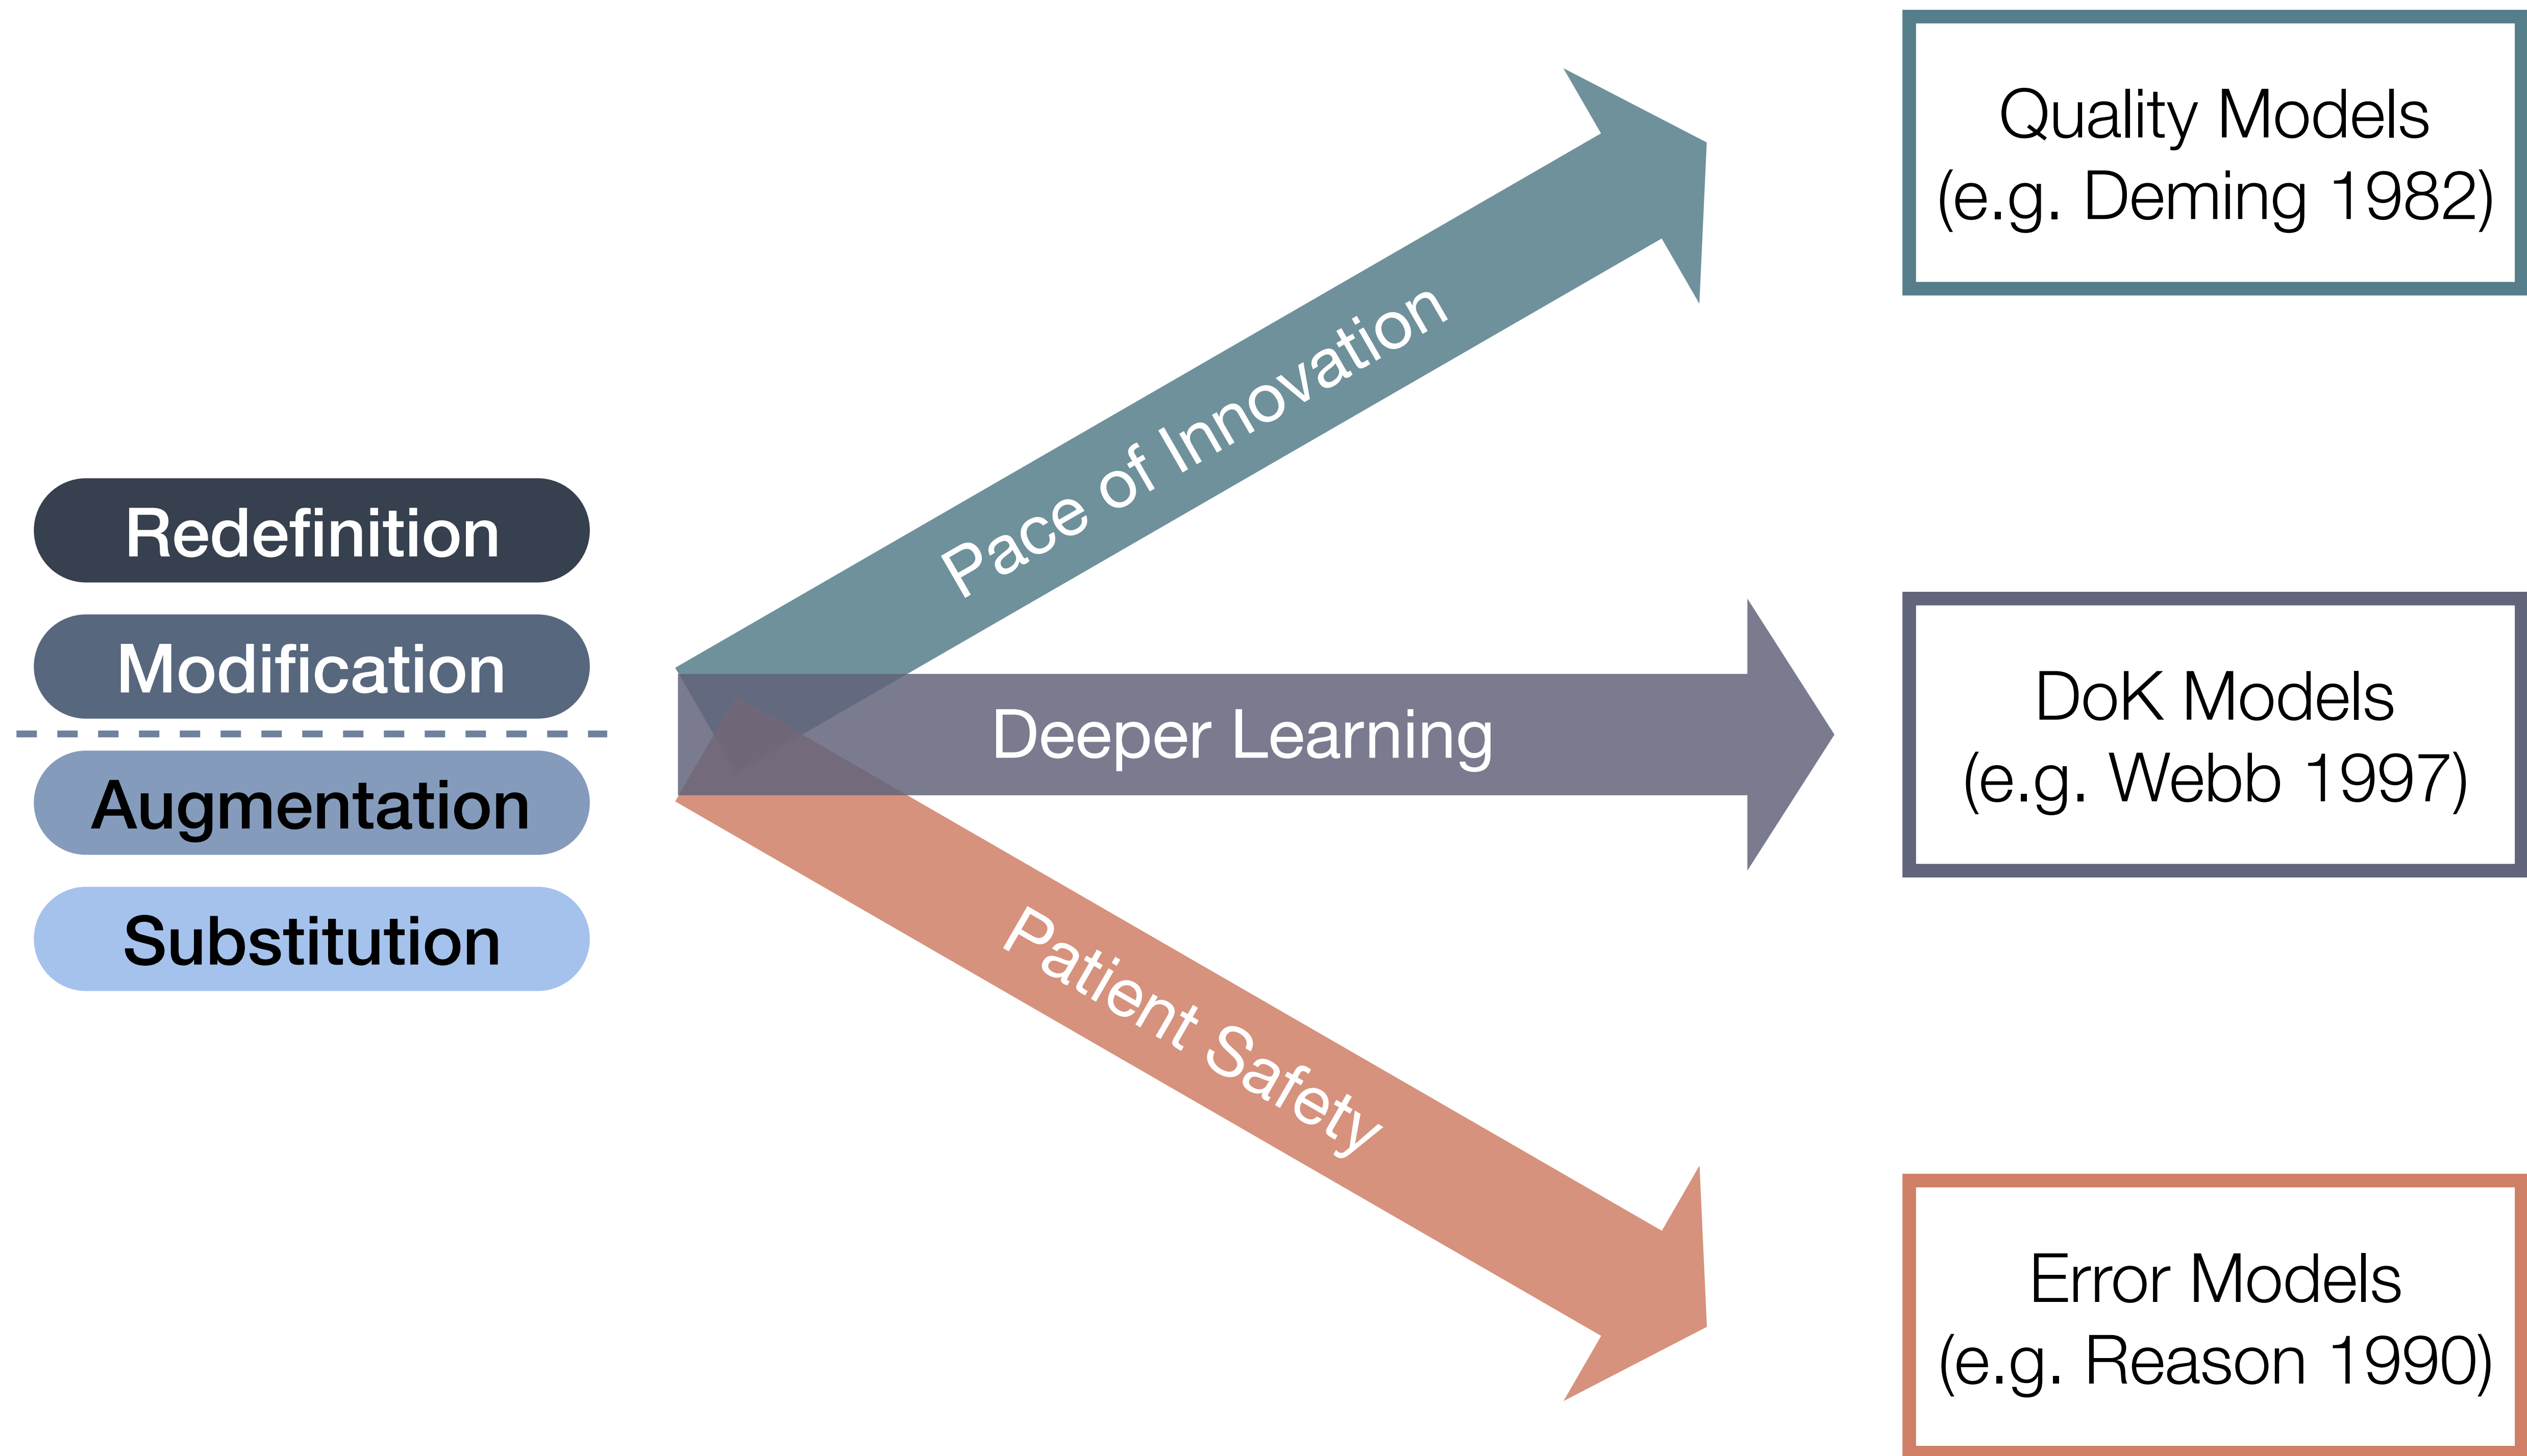 Redefinition
Modification
Augmentation
Substitution
Pace of Innovation
Deeper Learning
Patient Safety
Quality Models
(e.g. Deming 1982)
DoK Models
(e.g. Webb 1997)
Error Models
(e.g. Reason 1990)